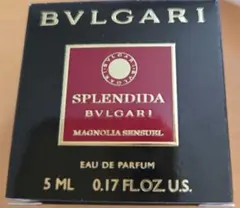 BVLGARI
SPLENDIDA
BVLGARI
MAGNOLIA SENSUEL
EAU DE PARFUM
5 ML 0.17 FL.OZ. U.S.